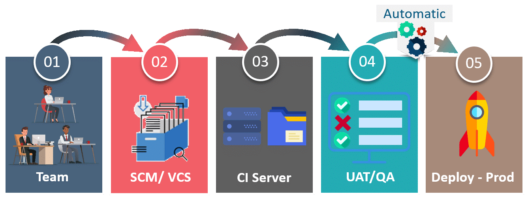 Automatic
01
02
03
04
05
Team
SCM/ VCS
CI Server
UAT/QA
Deploy - Prod